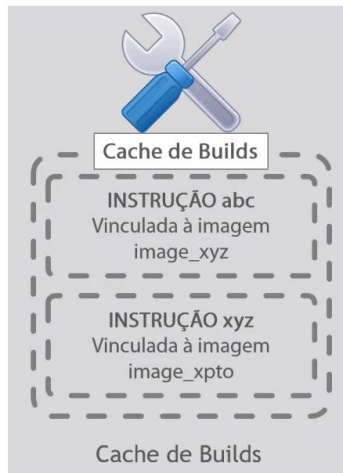 Cache de Builds
INSTRUÇÃO abc
Vinculada à imagem
image_xyz
INSTRUÇÃO xyz
Vinculada à imagem
image_xpto
Cache de Builds